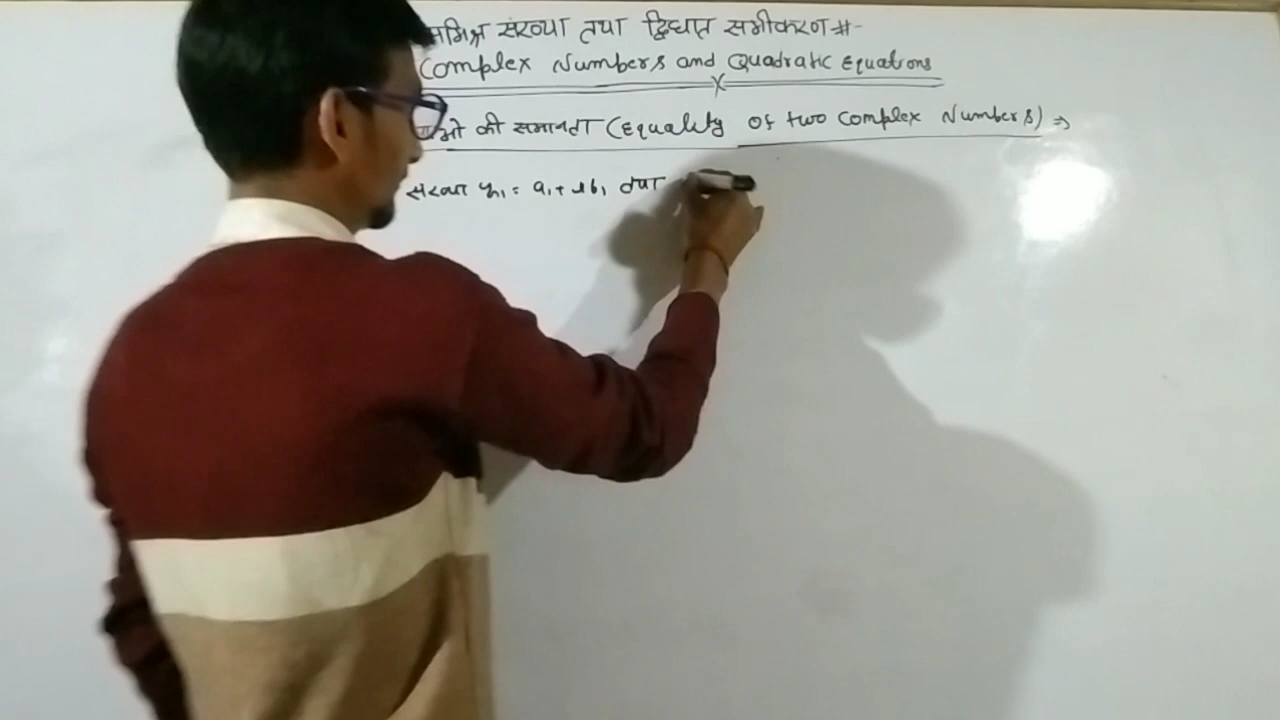 समिश्र संख्या तथा द्विघात समीकरण #-
Complex Numbers and Quadratic Equations
ओ की समानता (Equality of two Complex Numbers) ⇒
संख्या z₁ = a₁ + ib₁ तथा